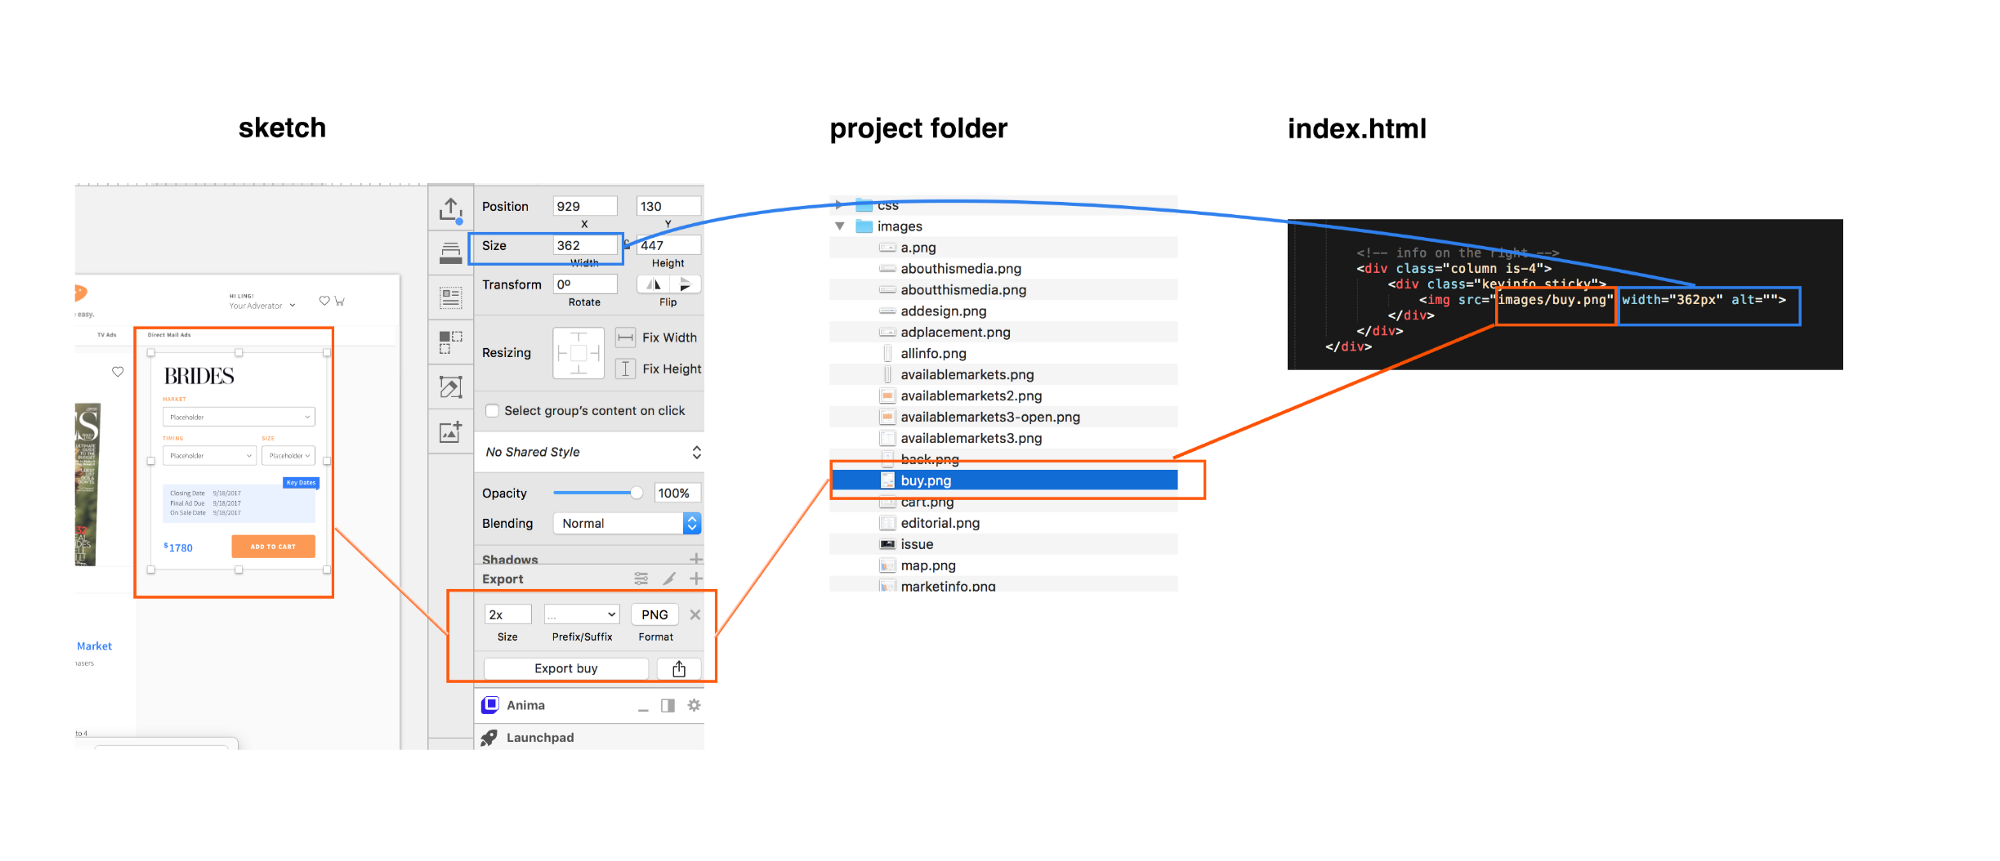 sketch
project folder
index.html
HI LING!
Your Adverator
e easy.
TV Ads
Direct Mail Ads
BRIDES
MARKET
Placeholder
TIMING
SIZE
Placeholder
Placeholder
Key Dates
Closing Date 9/18/2017
Final Ad Due 9/18/2017
On Sele Date 9/18/2017
$1780
ADD TO CART
Market
hasers
to 4
Position 929 130
X Y
Size 362 447
Width Height
Transform 0º
Rotate Flip
Resizing
Fix Width
Fix Height
Select group's content on click
No Shared Style
Opacity 100%
Blending Normal
Shadows
Export
2x ... PNG
Size Prefix/Suffix Format
Export buy
Anima
Launchpad
css
images
a.png
abouthismedia.png
aboutthismedia.png
addesign.png
adplacement.png
allinfo.png
availablemarkets.png
availablemarkets2.png
availablemarkets3-open.png
availablemarkets3.png
back.png
buy.png
cart.png
editorial.png
issue
map.png
marketinfo.png
<!-- info on the right -->
<div class="column is-4">
<div class="keyinfo sticky">
<img src="images/buy.png" width="362px" alt="">
</div>
</div>
</div>